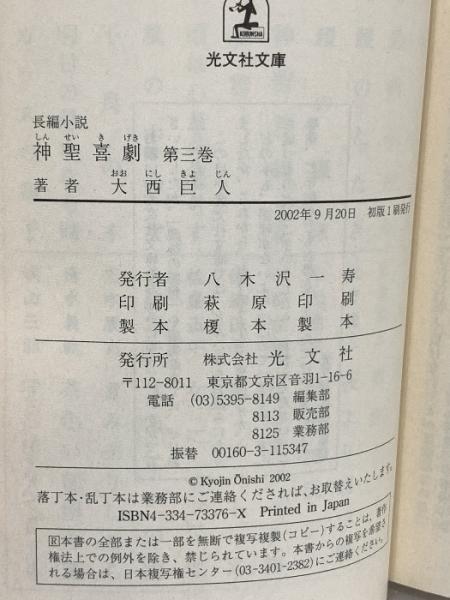 KOBUNSHA
光文社文庫
長編小説
しん せい き げき
神聖喜劇 第三巻
おお にし きよ じん
著者 大西巨人
2002年9月20日 初版1刷発行
発行者 八木沢一寿
印刷 萩原印刷
製本 榎本製本
発行所 株式会社 光文社
〒112-8011 東京都文京区音羽1-16-6
電話 (03)5395-8149 編集部
8113 販売部
8125 業務部
振替 00160-3-115347
© Kyojin Ōnishi 2002
落丁本・乱丁本は業務部にご連絡くだされば、お取替えいたします。
ISBN4-334-73376-X Printed in Japan
R本書の全部または一部を無断で複写複製(コピー)することは、著作
権法上での例外を除き、禁じられています。本書からの複写を希望さ
れる場合は、日本複写権センター(03-3401-2382)にご連絡ください。